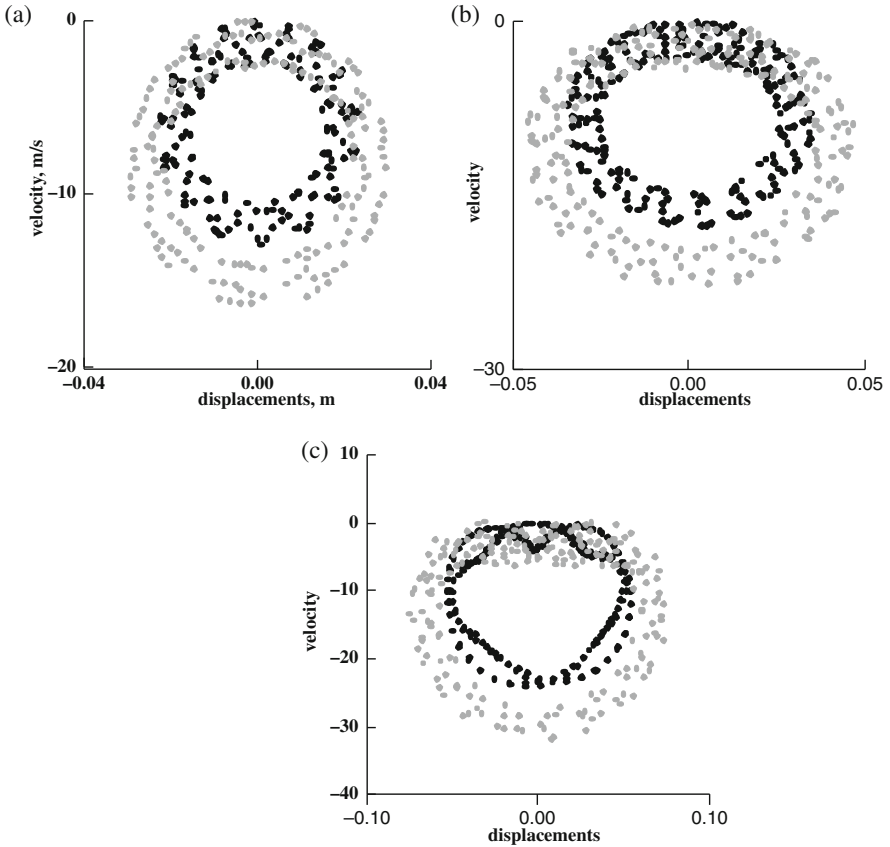 (a)
0
velocity, m/s
−10
−20
−0.04
0.00
0.04
displacements, m
(b)
0
velocity
−30
−0.05
0.00
0.05
displacements
(c)
10
0
−10
velocity
−20
−30
−40
−0.10
0.00
0.10
displacements